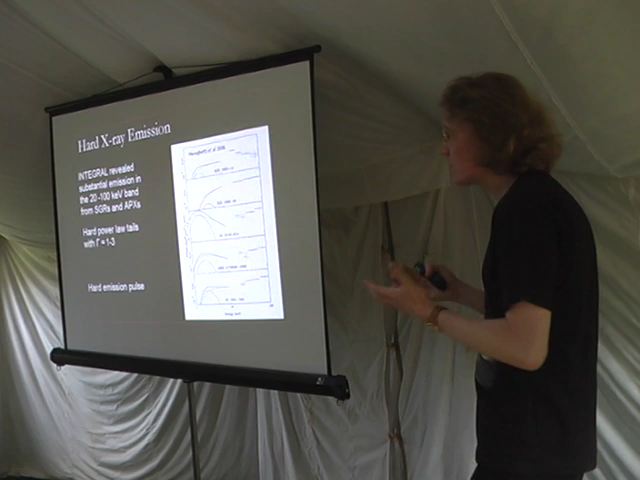 Hard X-ray Emission
INTEGRAL revealed
substantial emission in
the 20 -100 keV band
from SGRs and APXs
Hard power law tails
with Γ = 1-3
Hard emission pulse